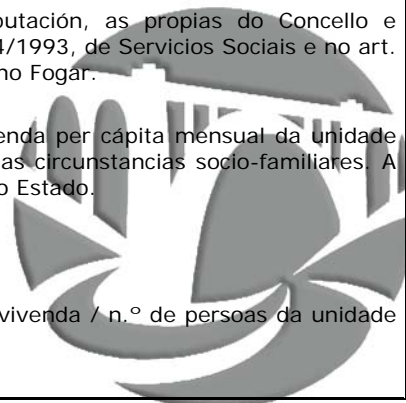 putación, as propias do Concello e
4/1993, de Servicios Sociais e no art.
no Fogar.
enda per cápita mensual da unidade
as circunstancias socio-familiares. A
o Estado.
vivenda / n.º de persoas da unidade